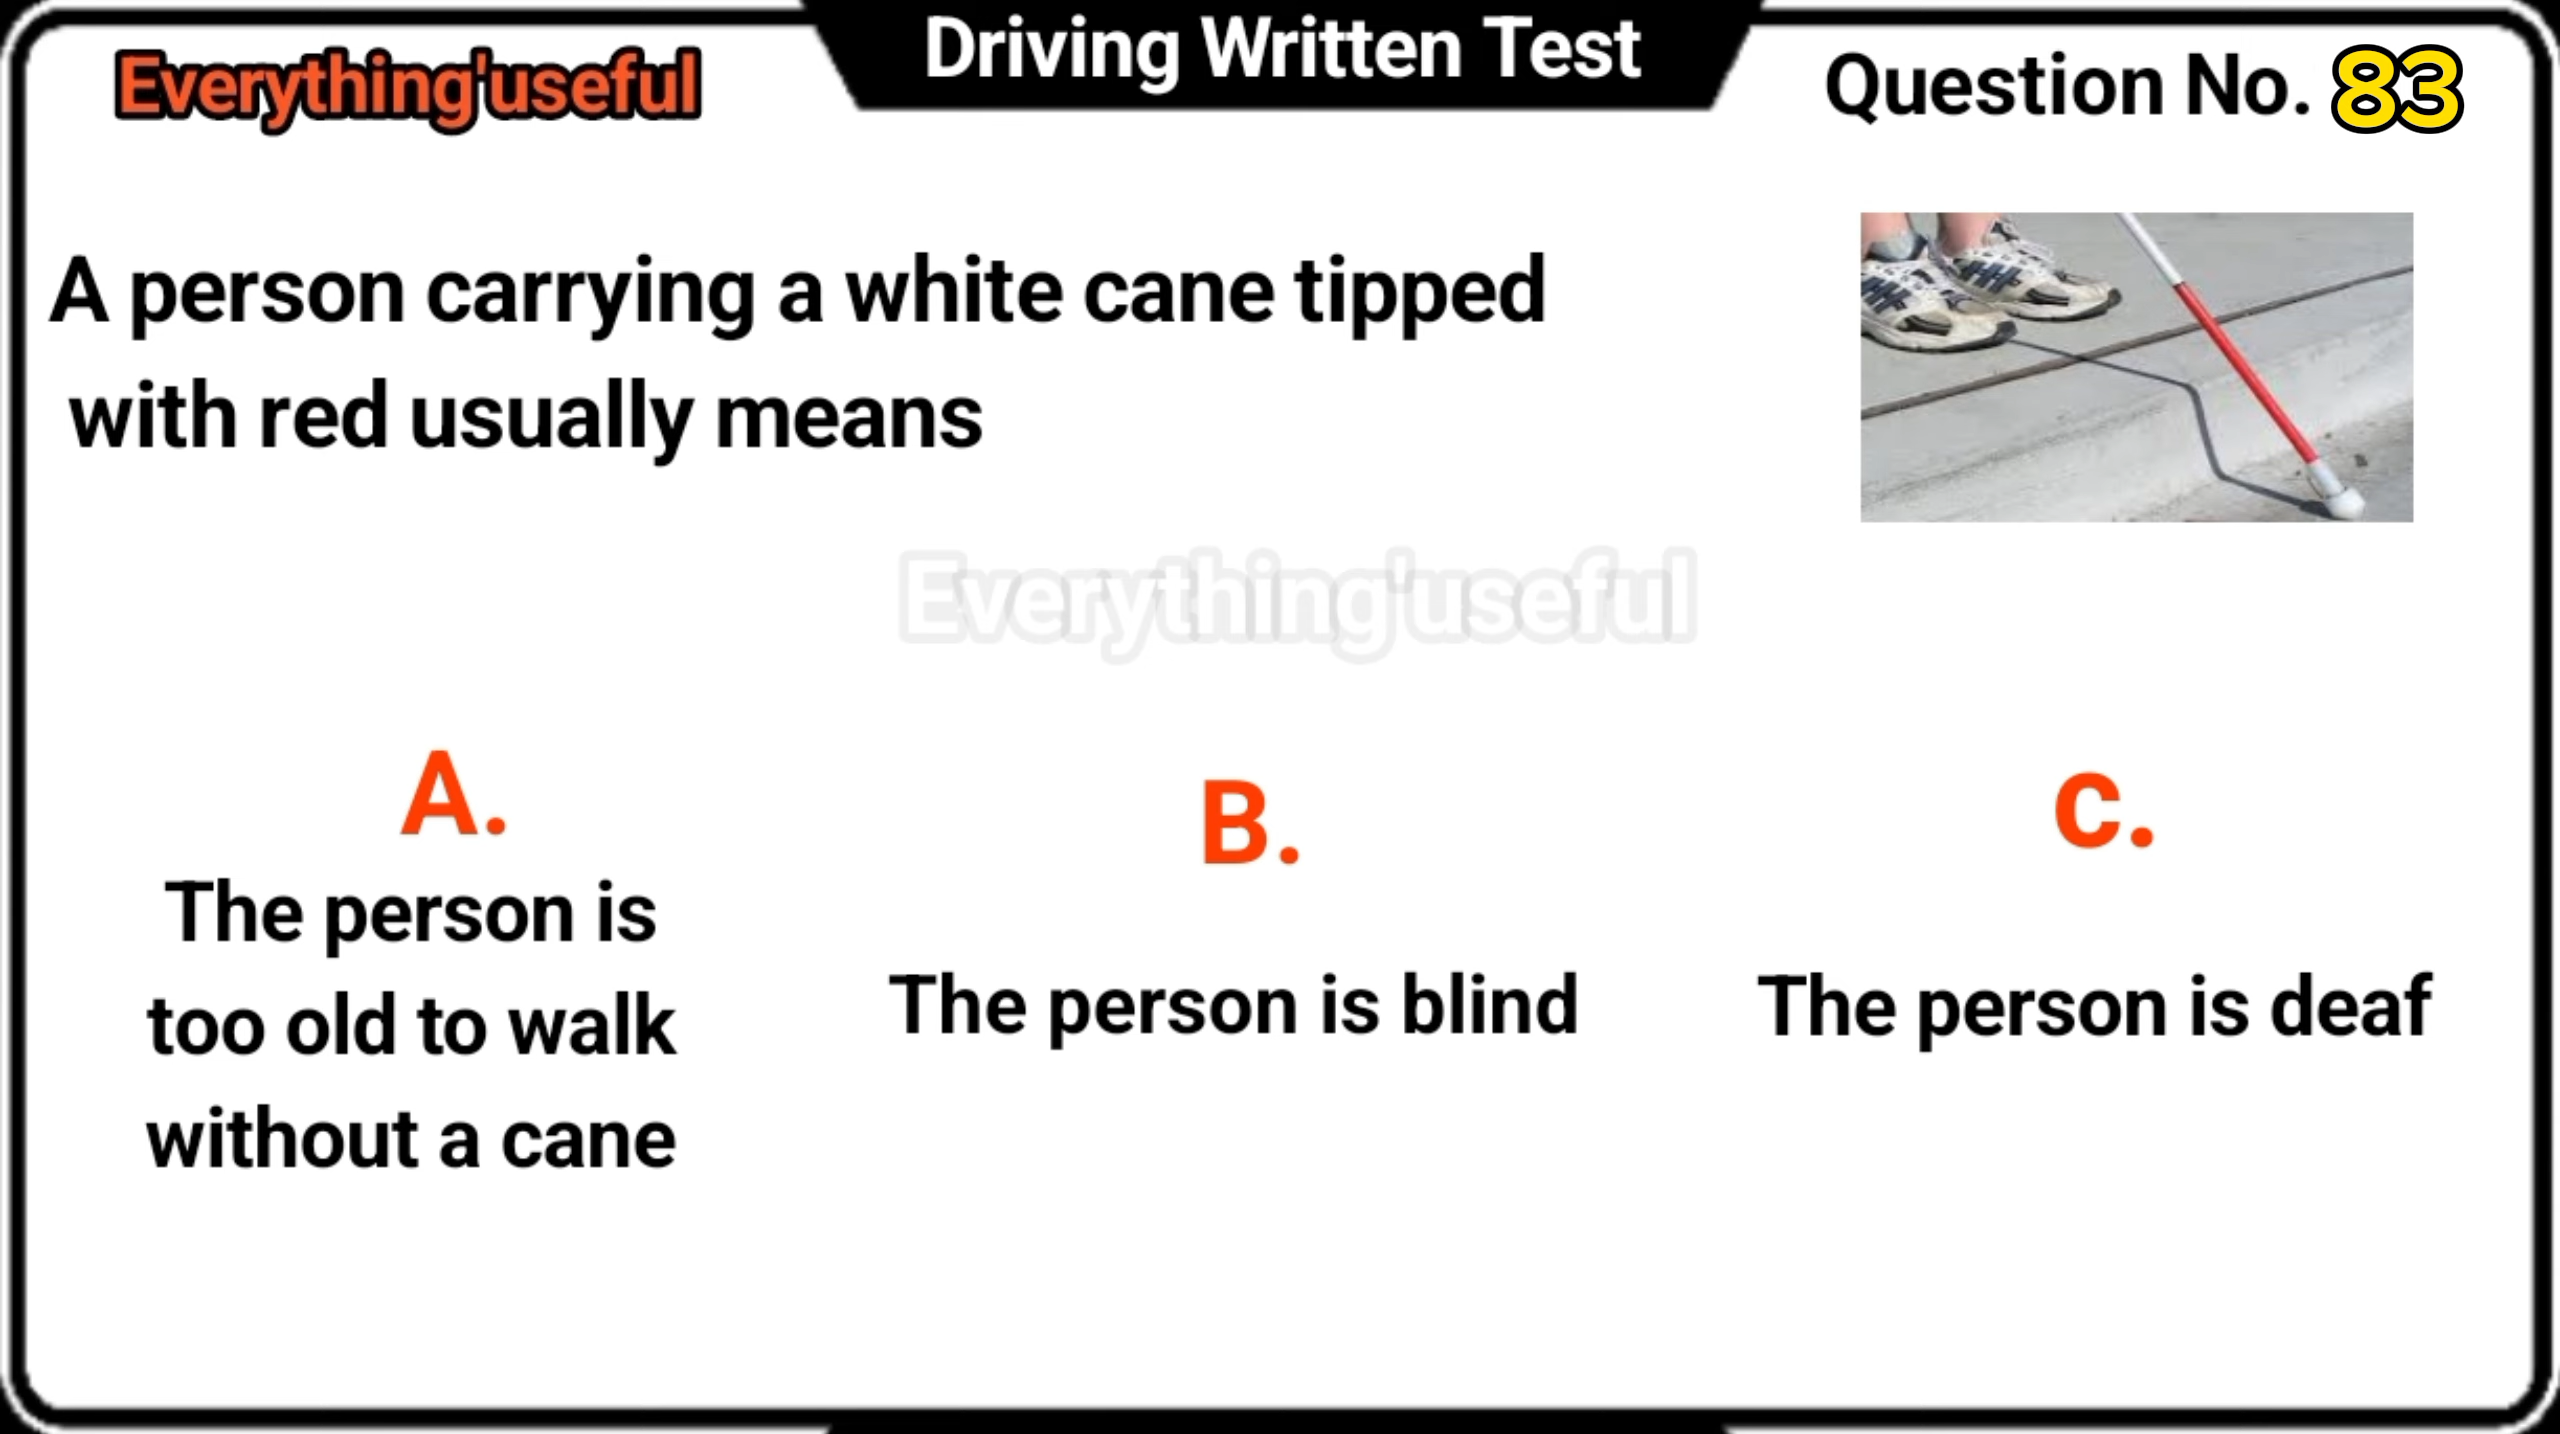 Driving Written Test
Everything'useful
Question No. 83
A person carrying a white cane tipped
with red usually means
Everything'useful
A.
The person is
too old to walk
without a cane
B.
The person is blind
c.
The person is deaf